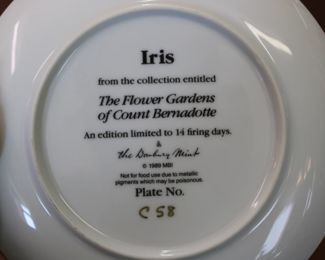 Iris
from the collection entitled
The Flower Gardens
of Count Bernadotte
An edition limited to 14 firing days.
&
the Danbury Mint
© 1989 MBI
Not for food use due to metallic
pigments which may be poisonous.
Plate No.
C 58